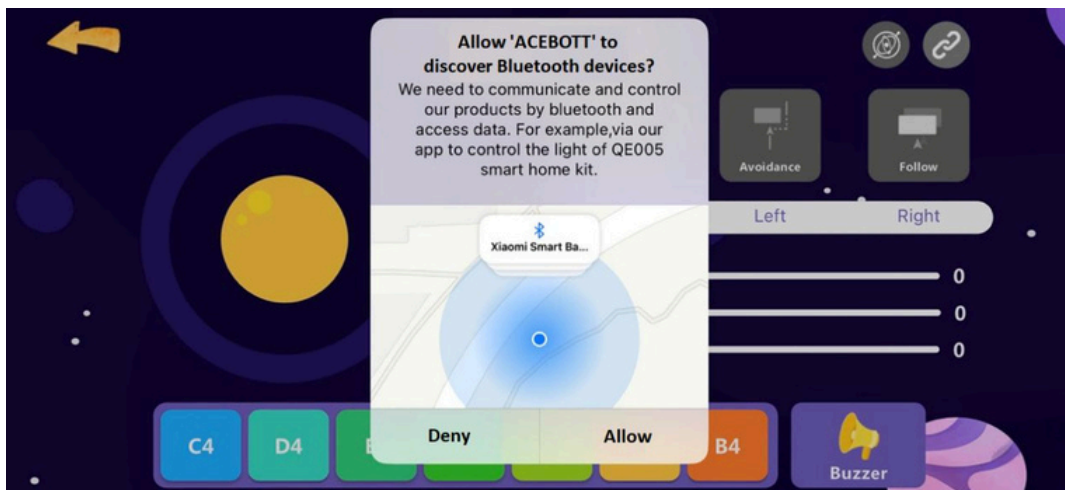 Allow 'ACEBOTT' to
discover Bluetooth devices?
We need to communicate and control
our products by bluetooth and
access data. For example,via our
app to control the light of QE005
smart home kit.
Xiaomi Smart Ba...
Deny
Allow
Avoidance
Follow
Left
Right
0
0
0
C4
D4
B4
Buzzer